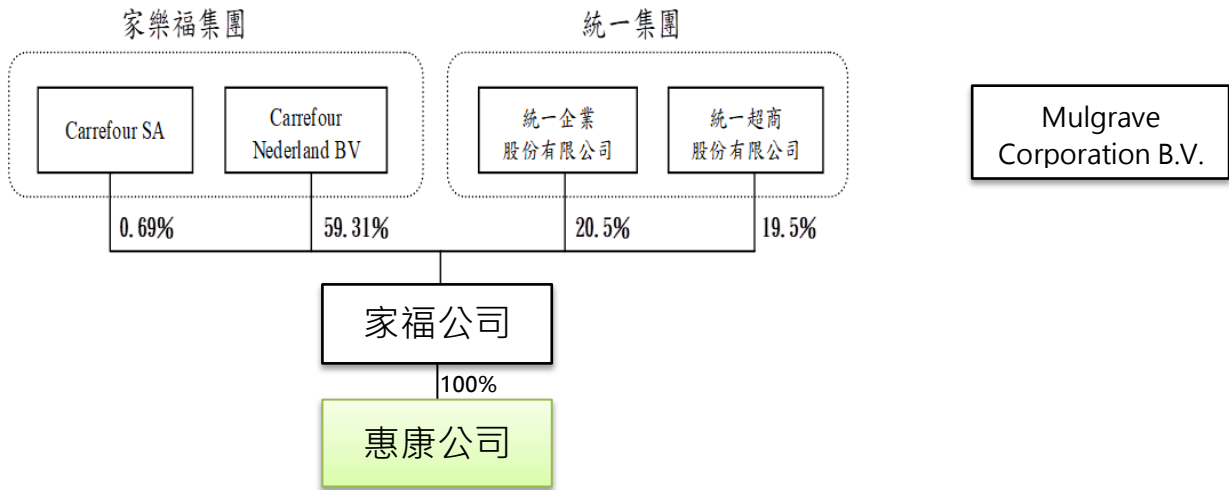 家樂福集團
統一集團
Carrefour SA
Carrefour
Nederland BV
統一企業
股份有限公司
統一超商
股份有限公司
Mulgrave
Corporation B.V.
0.69%
59.31%
20.5%
19.5%
家福公司
100%
惠康公司